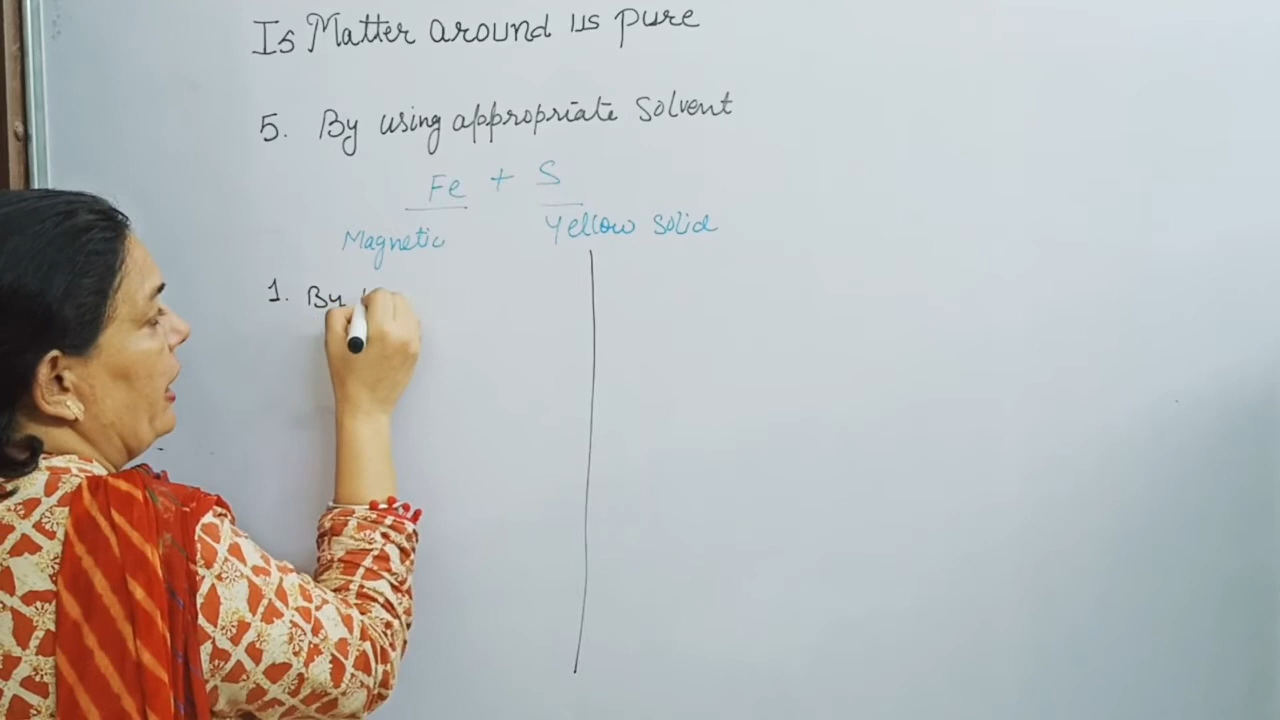 Is Matter around us pure
5. By using appropriate Solvent
Fe + S
Magnetic Yellow Solid
1. By